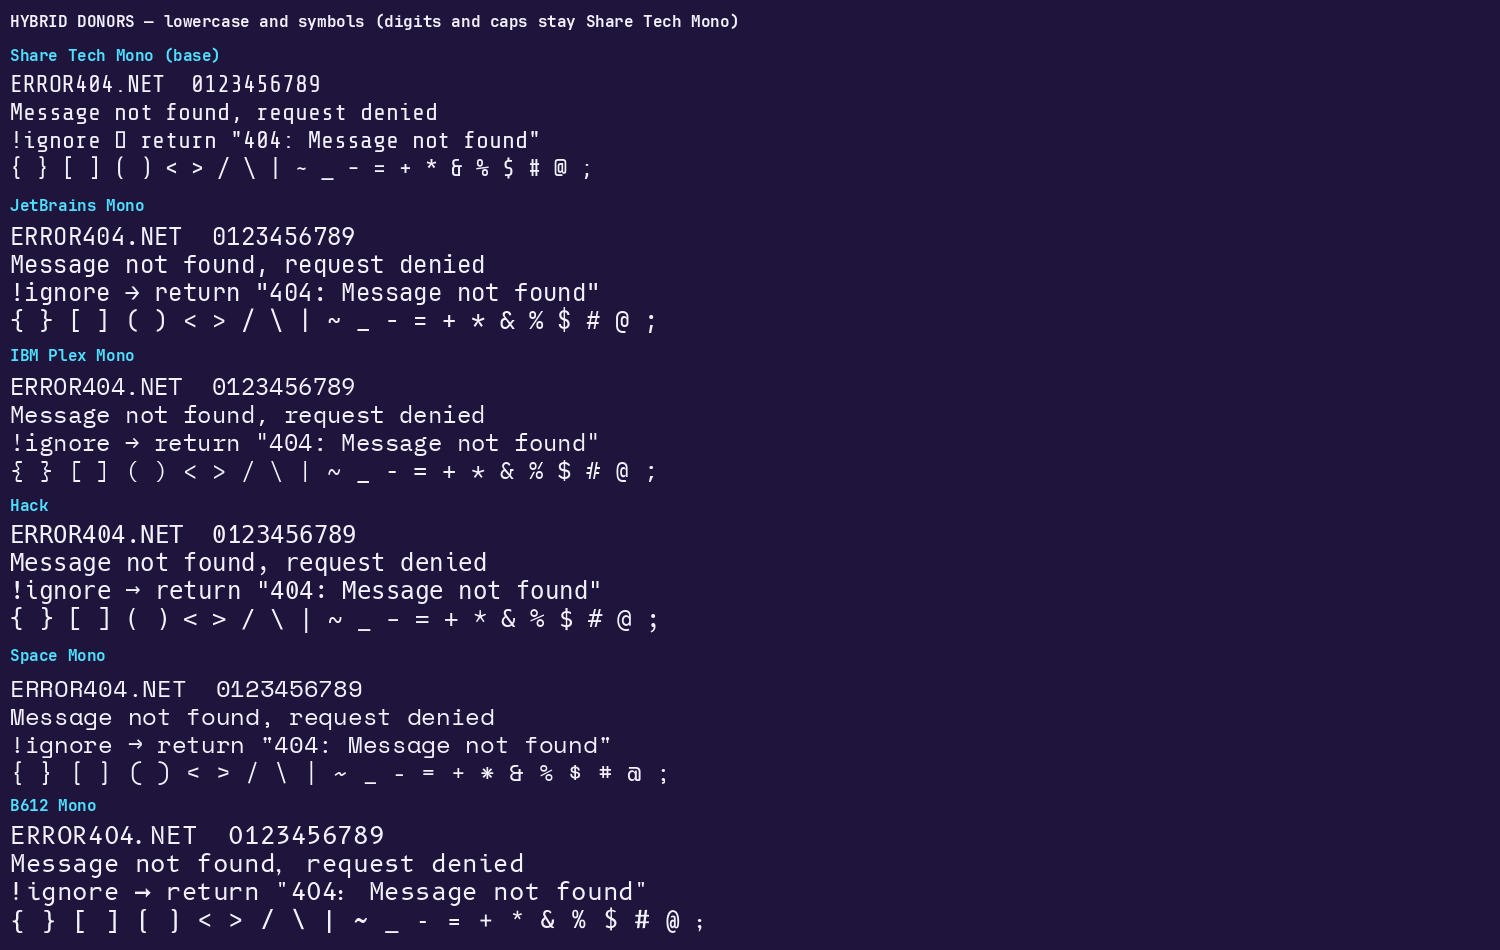 HYBRID DONORS — lowercase and symbols (digits and caps stay Share Tech Mono)
Share Tech Mono (base)
ERROR404.NET  0123456789
Message not found, request denied
!ignore ▯ return "404: Message not found"
{ } [ ] ( ) < > / \ | ~ _ - = + * & % $ # @ ;
JetBrains Mono
ERROR404.NET  0123456789
Message not found, request denied
!ignore → return "404: Message not found"
{ } [ ] ( ) < > / \ | ~ _ - = + * & % $ # @ ;
IBM Plex Mono
ERROR404.NET  0123456789
Message not found, request denied
!ignore → return "404: Message not found"
{ } [ ] ( ) < > / \ | ~ _ - = + * & % $ # @ ;
Hack
ERROR404.NET  0123456789
Message not found, request denied
!ignore → return "404: Message not found"
{ } [ ] ( ) < > / \ | ~ _ - = + * & % $ # @ ;
Space Mono
ERROR404.NET  0123456789
Message not found, request denied
!ignore → return "404: Message not found"
{ } [ ] ( ) < > / \ | ~ _ - = + * & % $ # @ ;
B612 Mono
ERROR404.NET  0123456789
Message not found, request denied
!ignore → return "404: Message not found"
{ } [ ] ( ) < > / \ | ~ _ - = + * & % $ # @ ;